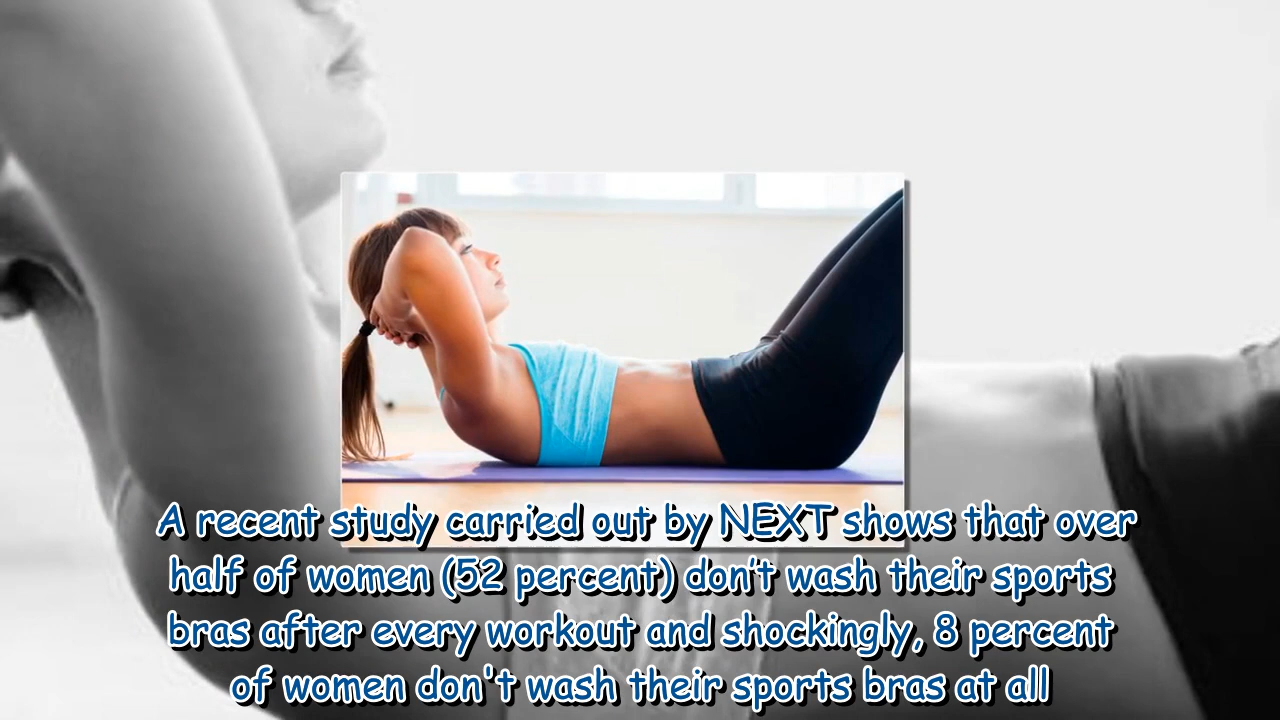 A recent study carried out by NEXT shows that over
half of women (52 percent) don’t wash their sports
bras after every workout and shockingly, 8 percent
of women don't wash their sports bras at all